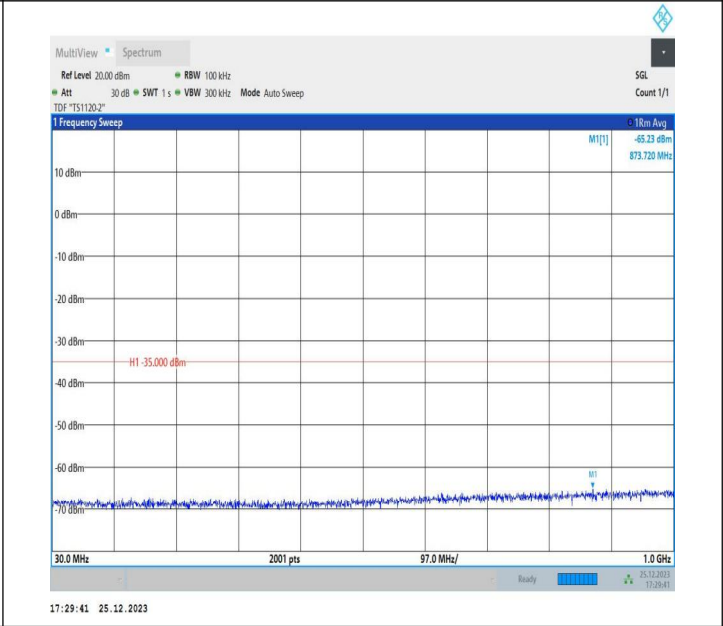 MultiView Spectrum
Ref Level 20.00 dBm RBW 100 kHz SGL
Att 30 dB SWT 1 s VBW 300 kHz Mode Auto Sweep Count 1/1
TDF "TS1120-2"
1 Frequency Sweep 1Rm Avg
M1[1] -65.23 dBm
873.720 MHz
10 dBm
0 dBm
-10 dBm
-20 dBm
-30 dBm
H1 -35.000 dBm
-40 dBm
-50 dBm
-60 dBm
M1
-70 dBm
30.0 MHz 2001 pts 97.0 MHz/ 1.0 GHz
Ready 25.12.2023
17:29:41
17:29:41 25.12.2023